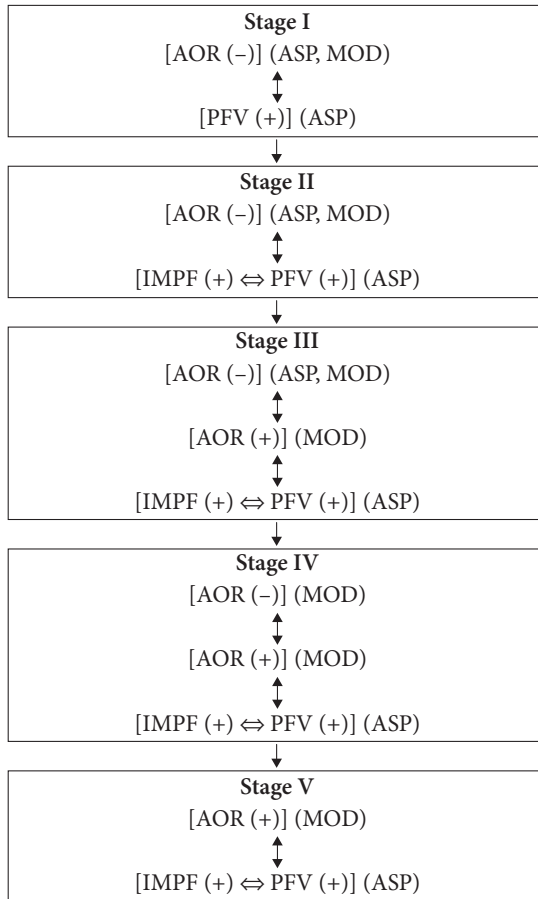 Stage I
[AOR (–)] (ASP, MOD)
[PFV (+)] (ASP)
Stage II
[AOR (–)] (ASP, MOD)
[IMPF (+) ⇔ PFV (+)] (ASP)
Stage III
[AOR (–)] (ASP, MOD)
[AOR (+)] (MOD)
[IMPF (+) ⇔ PFV (+)] (ASP)
Stage IV
[AOR (–)] (MOD)
[AOR (+)] (MOD)
[IMPF (+) ⇔ PFV (+)] (ASP)
Stage V
[AOR (+)] (MOD)
[IMPF (+) ⇔ PFV (+)] (ASP)